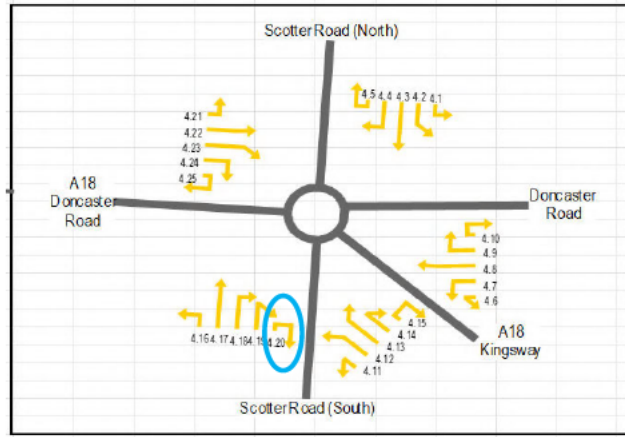 Scotter Road (North)
4.5 4.4 4.3 4.2 4.1
4.21
4.22
4.23
4.24
4.25
A18
Doncaster
Road
Doncaster
Road
4.10
4.9
4.8
4.7
4.6
A18
Kingsway
4.15
4.14
4.13
4.12
4.11
4.16 4.17 4.18 4.19 4.20
Scotter Road (South)